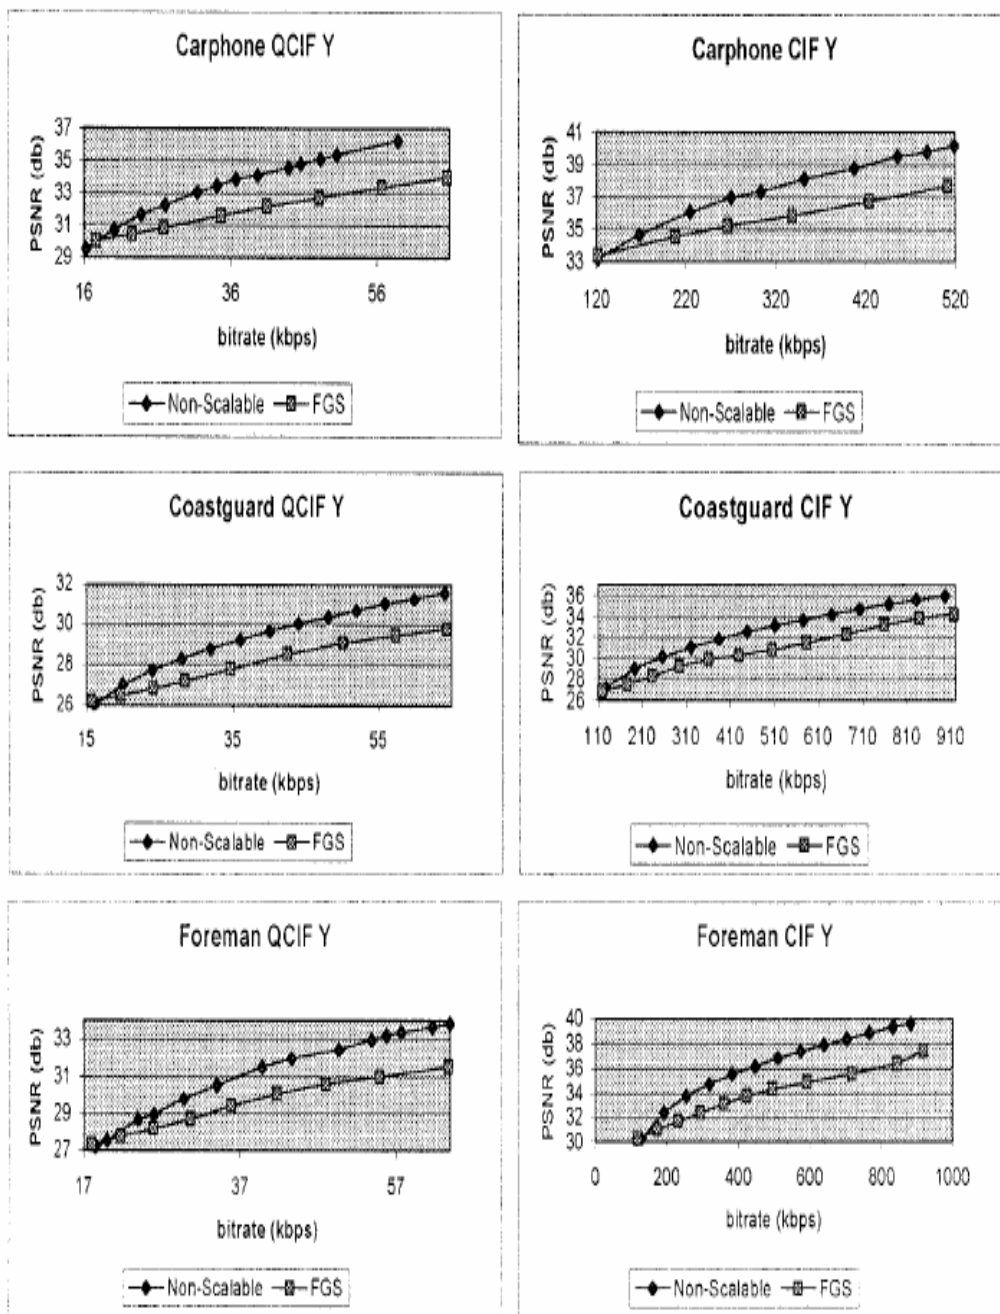 Carphone QCIF Y
PSNR (db)
37
35
33
31
29
16 36 56
bitrate (kbps)
Non-Scalable FGS
Carphone CIF Y
PSNR (db)
41
39
37
35
33
120 220 320 420 520
bitrate (kbps)
Non-Scalable FGS
Coastguard QCIF Y
PSNR (db)
32
30
28
26
15 35 55
bitrate (kbps)
Non-Scalable FGS
Coastguard CIF Y
PSNR (db)
36
34
32
30
28
26
110 210 310 410 510 610 710 810 910
bitrate (kbps)
Non-Scalable FGS
Foreman QCIF Y
PSNR (db)
33
31
29
27
17 37 57
bitrate (kbps)
Non-Scalable FGS
Foreman CIF Y
PSNR (db)
40
38
36
34
32
30
0 200 400 600 800 1000
bitrate (kbps)
Non-Scalable FGS